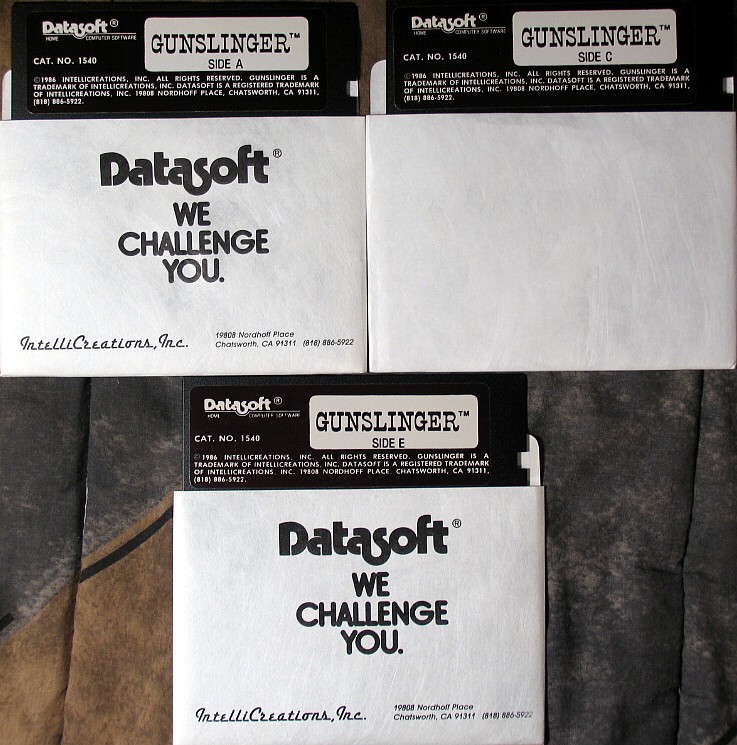 Datasoft®
HOME COMPUTER SOFTWARE
GUNSLINGER™
SIDE A
CAT. NO. 1540
©1986 INTELLICREATIONS, INC. ALL RIGHTS RESERVED. GUNSLINGER IS A
TRADEMARK OF INTELLICREATIONS, INC. DATASOFT IS A REGISTERED TRADEMARK
OF INTELLICREATIONS, INC. 19808 NORDHOFF PLACE, CHATSWORTH, CA 91311,
(818) 886-5922.
Datasoft®
WE
CHALLENGE
YOU.
IntelliCreations, Inc.
19808 Nordhoff Place
Chatsworth, CA 91311 (818) 886-5922
Datasoft®
HOME COMPUTER SOFTWARE
GUNSLINGER™
SIDE C
CAT. NO. 1540
©1986 INTELLICREATIONS, INC. ALL RIGHTS RESERVED. GUNSLINGER IS A
TRADEMARK OF INTELLICREATIONS, INC. DATASOFT IS A REGISTERED TRADEMARK
OF INTELLICREATIONS, INC. 19808 NORDHOFF PLACE, CHATSWORTH, CA 91311,
(818) 886-5922.
Datasoft®
HOME COMPUTER SOFTWARE
GUNSLINGER™
SIDE E
CAT. NO. 1540
©1986 INTELLICREATIONS, INC. ALL RIGHTS RESERVED. GUNSLINGER IS A
TRADEMARK OF INTELLICREATIONS, INC. DATASOFT IS A REGISTERED TRADEMARK
OF INTELLICREATIONS, INC. 19808 NORDHOFF PLACE, CHATSWORTH, CA 91311,
(818) 886-5922.
Datasoft®
WE
CHALLENGE
YOU.
IntelliCreations, Inc.
19808 Nordhoff Place
Chatsworth, CA 91311 (818) 886-5922